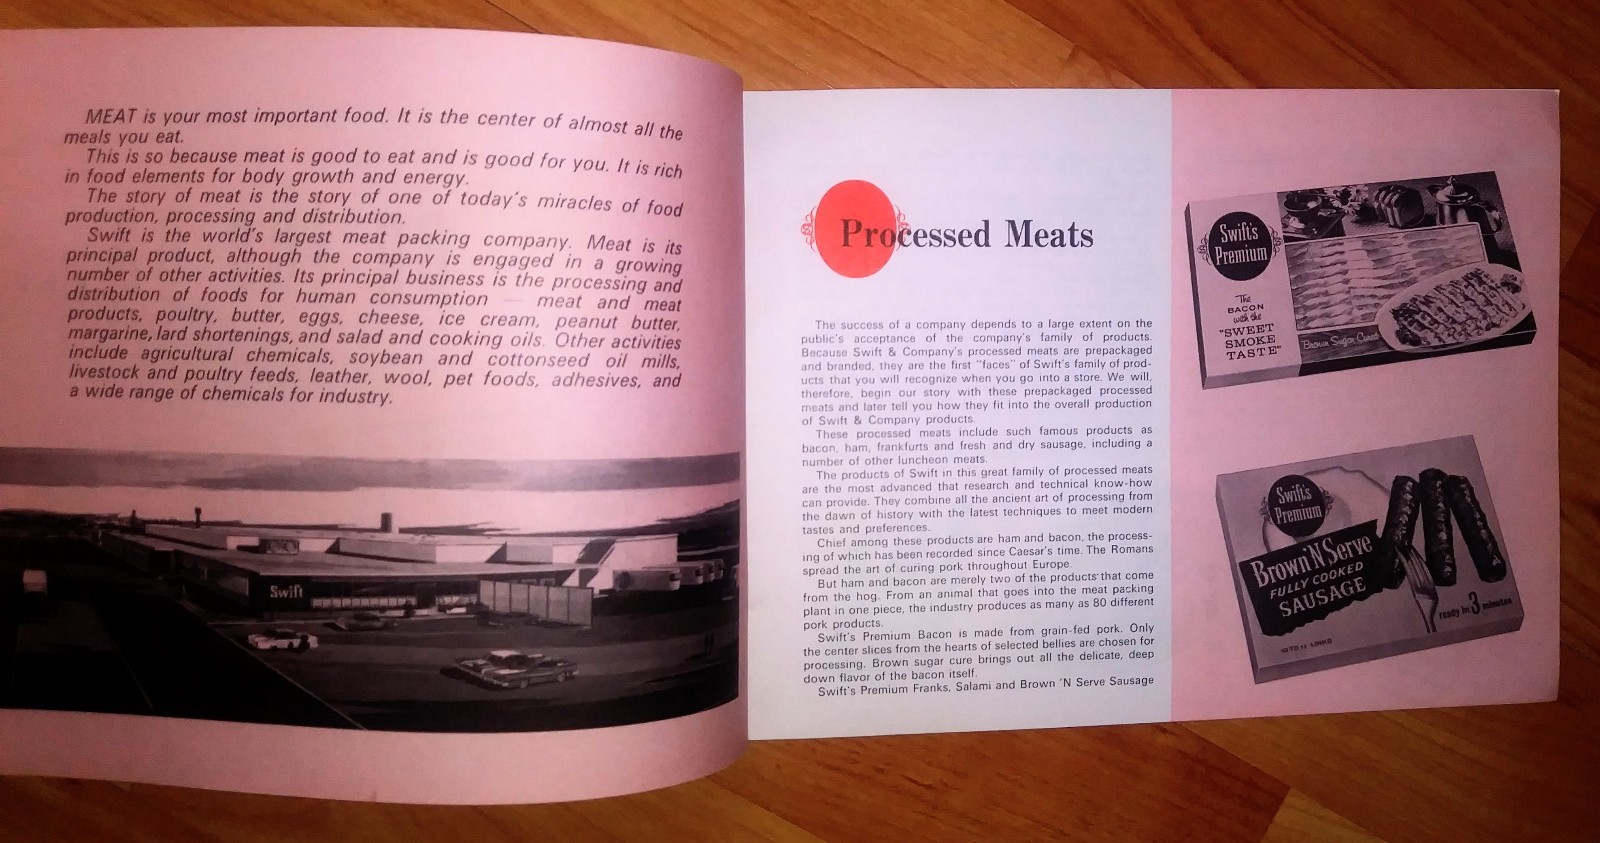 MEAT is your most important food. It is the center of almost all the
meals you eat.
This is so because meat is good to eat and is good for you. It is rich
in food elements for body growth and energy.
The story of meat is the story of one of today's miracles of food
production, processing and distribution.
Swift is the world's largest meat packing company. Meat is its
principal product, although the company is engaged in a growing
number of other activities. Its principal business is the processing and
distribution of foods for human consumption — meat and meat
products, poultry, butter, eggs, cheese, ice cream, peanut butter,
margarine, lard shortenings, and salad and cooking oils. Other activities
include agricultural chemicals, soybean and cottonseed oil mills,
livestock and poultry feeds, leather, wool, pet foods, adhesives, and
a wide range of chemicals for industry.
Swift
Processed Meats
The success of a company depends to a large extent on the
public's acceptance of the company's family of products.
Because Swift & Company's processed meats are prepackaged
and branded, they are the first "faces" of Swift's family of prod-
ucts that you will recognize when you go into a store. We will,
therefore, begin our story with these prepackaged processed
meats and later tell you how they fit into the overall production
of Swift & Company products.
These processed meats include such famous products as
bacon, ham, frankfurts and fresh and dry sausage, including a
number of other luncheon meats.
The products of Swift in this great family of processed meats
are the most advanced that research and technical know-how
can provide. They combine all the ancient art of processing from
the dawn of history with the latest techniques to meet modern
tastes and preferences.
Chief among these products are ham and bacon, the process-
ing of which has been recorded since Caesar's time. The Romans
spread the art of curing pork throughout Europe.
But ham and bacon are merely two of the products that come
from the hog. From an animal that goes into the meat packing
plant in one piece, the industry produces as many as 80 different
pork products.
Swift's Premium Bacon is made from grain-fed pork. Only
the center slices from the hearts of selected bellies are chosen for
processing. Brown sugar cure brings out all the delicate, deep
down flavor of the bacon itself.
Swift's Premium Franks, Salami and Brown 'N Serve Sausage
Swift's
Premium
The
BACON
with the
"SWEET
SMOKE
TASTE"
Brown Sugar Cured
Swift's
Premium
Brown 'N Serve
FULLY COOKED
SAUSAGE
ready in 3 minutes
LINKS